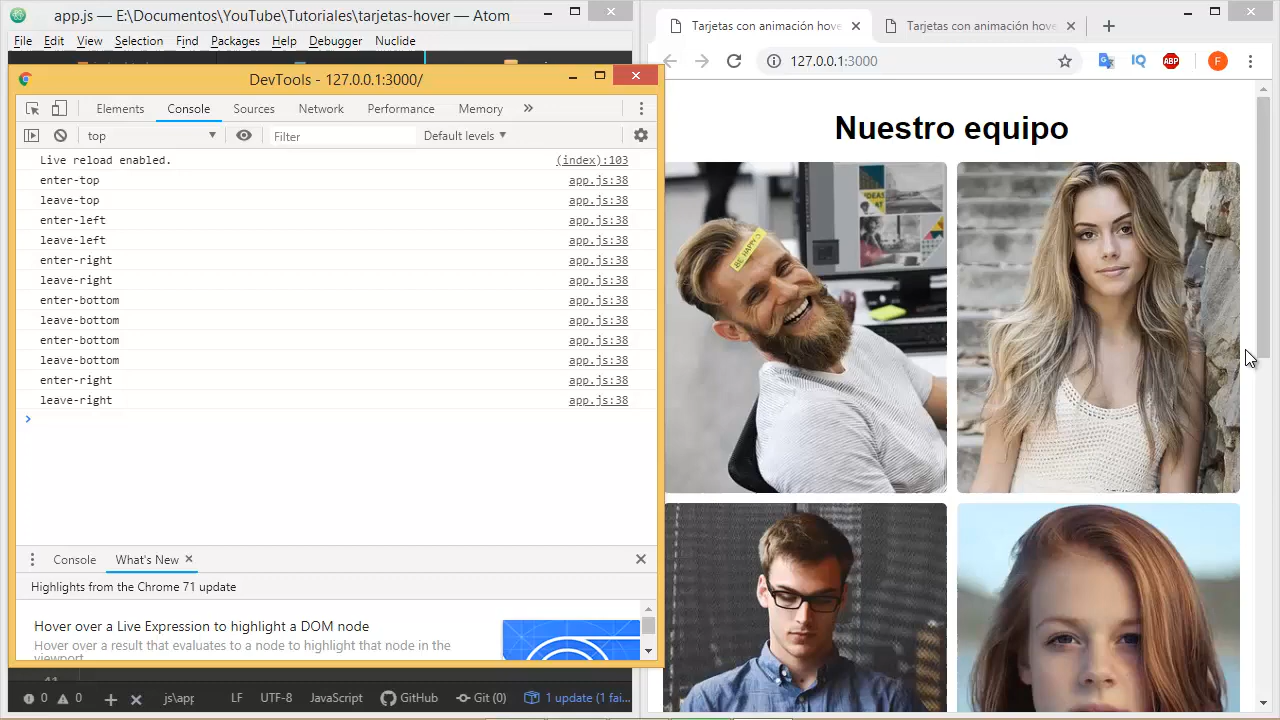 app.js — E:\Documentos\YouTube\Tutoriales\tarjetas-hover — Atom
File Edit View Selection Find Packages Help Debugger Nuclide
DevTools - 127.0.0.1:3000/
Elements Console Sources Network Performance Memory »
top Filter Default levels
Live reload enabled. (index):103
enter-top app.js:38
leave-top app.js:38
enter-left app.js:38
leave-left app.js:38
enter-right app.js:38
leave-right app.js:38
enter-bottom app.js:38
leave-bottom app.js:38
enter-bottom app.js:38
leave-bottom app.js:38
enter-right app.js:38
leave-right app.js:38
Console What's New
Highlights from the Chrome 71 update
Hover over a Live Expression to highlight a DOM node
Hover over a result that evaluates to a node to highlight that node in the
viewport
41
0 0 js\app LF UTF-8 JavaScript GitHub Git (0) 1 update (1 fai...
Tarjetas con animación hove
Tarjetas con animación hove
127.0.0.1:3000
IQ ABP F
Nuestro equipo
BE HAPPY
IDEAS